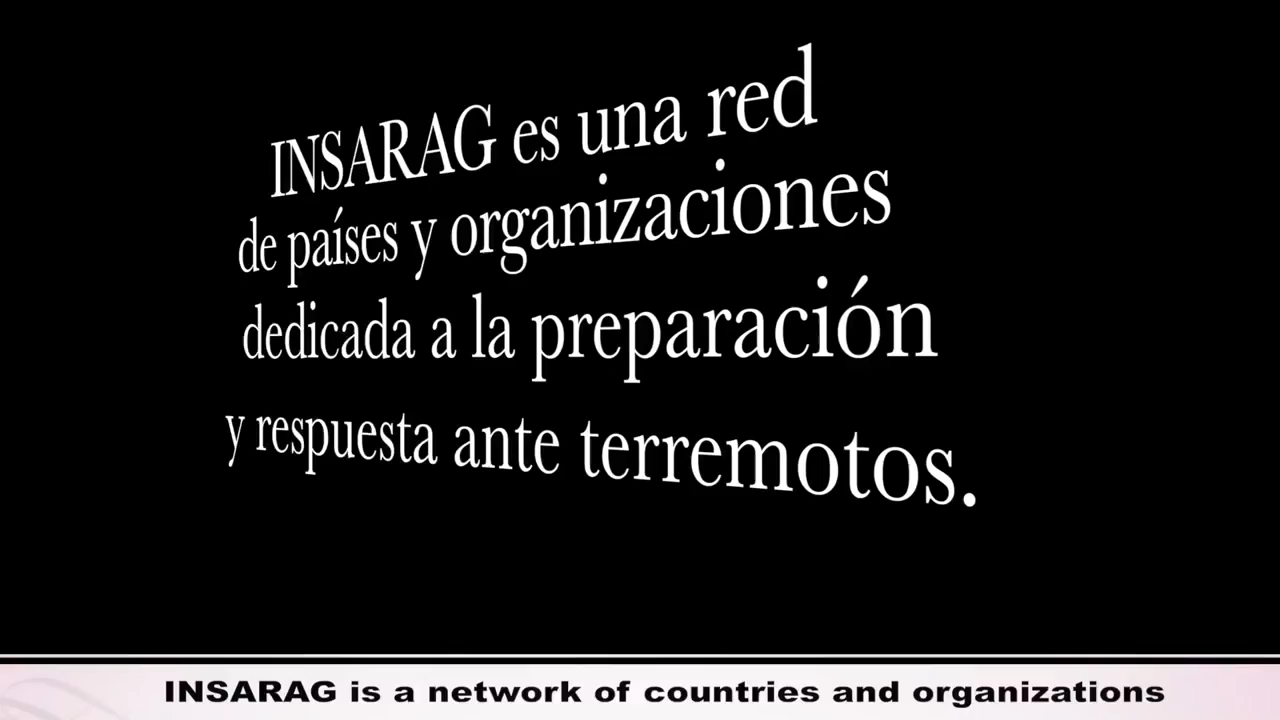 INSARAG es una red
de países y organizaciones
dedicada a la preparación
y respuesta ante terremotos.
INSARAG is a network of countries and organizations